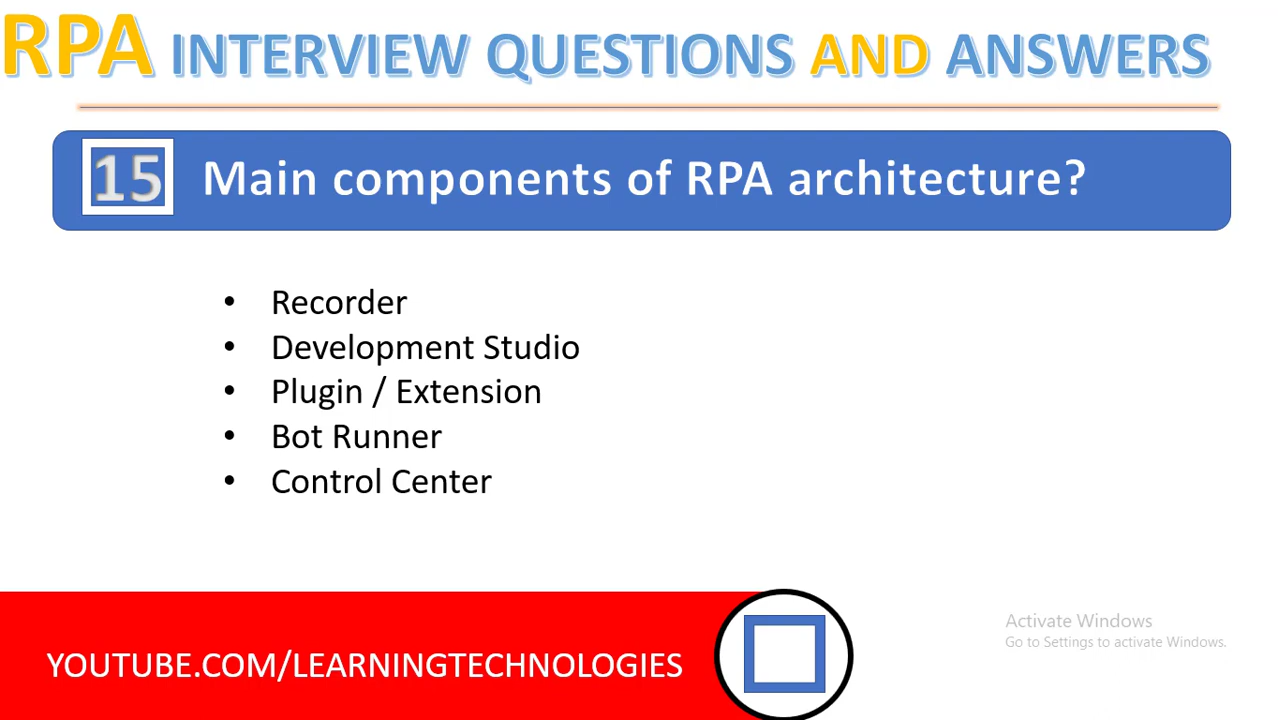 RPA INTERVIEW QUESTIONS AND ANSWERS
15 Main components of RPA architecture?
• Recorder
• Development Studio
• Plugin / Extension
• Bot Runner
• Control Center
YOUTUBE.COM/LEARNINGTECHNOLOGIES
Activate Windows
Go to Settings to activate Windows.